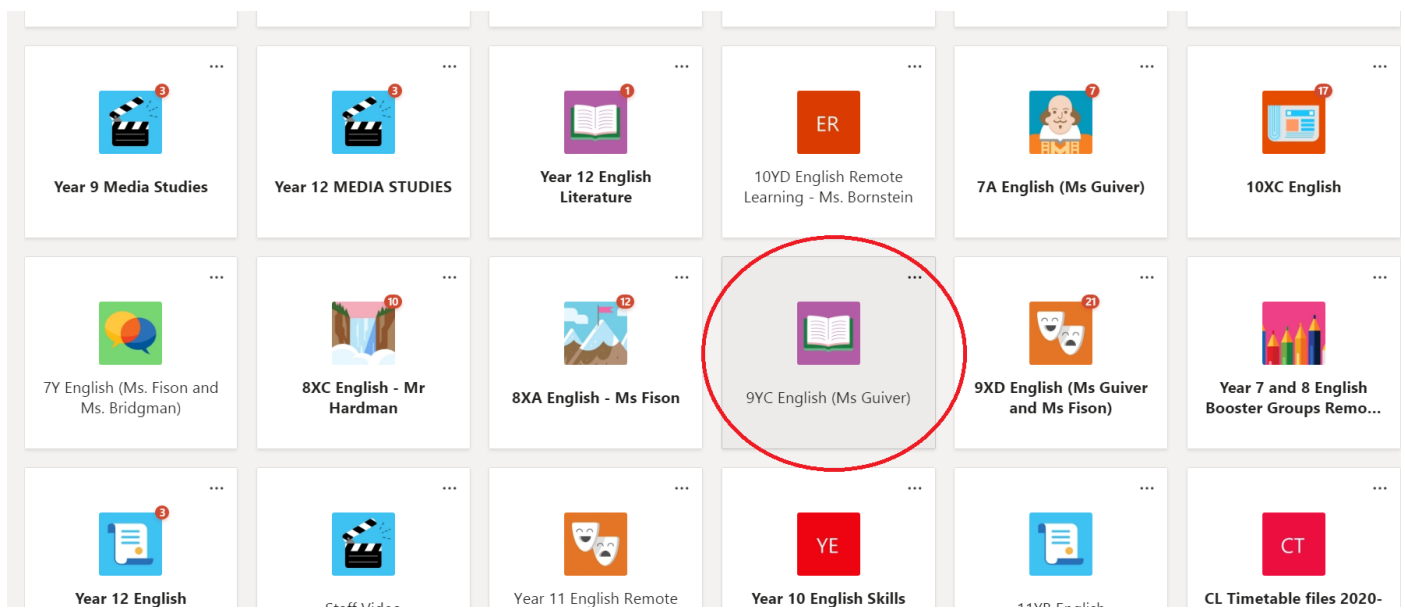 3
Year 9 Media Studies
3
Year 12 MEDIA STUDIES
1
Year 12 English
Literature
ER
10YD English Remote
Learning - Ms. Bornstein
7
7A English (Ms Guiver)
17
10XC English
7Y English (Ms. Fison and
Ms. Bridgman)
10
8XC English - Mr
Hardman
12
8XA English - Ms Fison
9YC English (Ms Guiver)
21
9XD English (Ms Guiver
and Ms Fison)
Year 7 and 8 English
Booster Groups Remo...
3
Year 12 English
Staff Video
Year 11 English Remote
YE
Year 10 English Skills
11YB English
CT
CL Timetable files 2020-